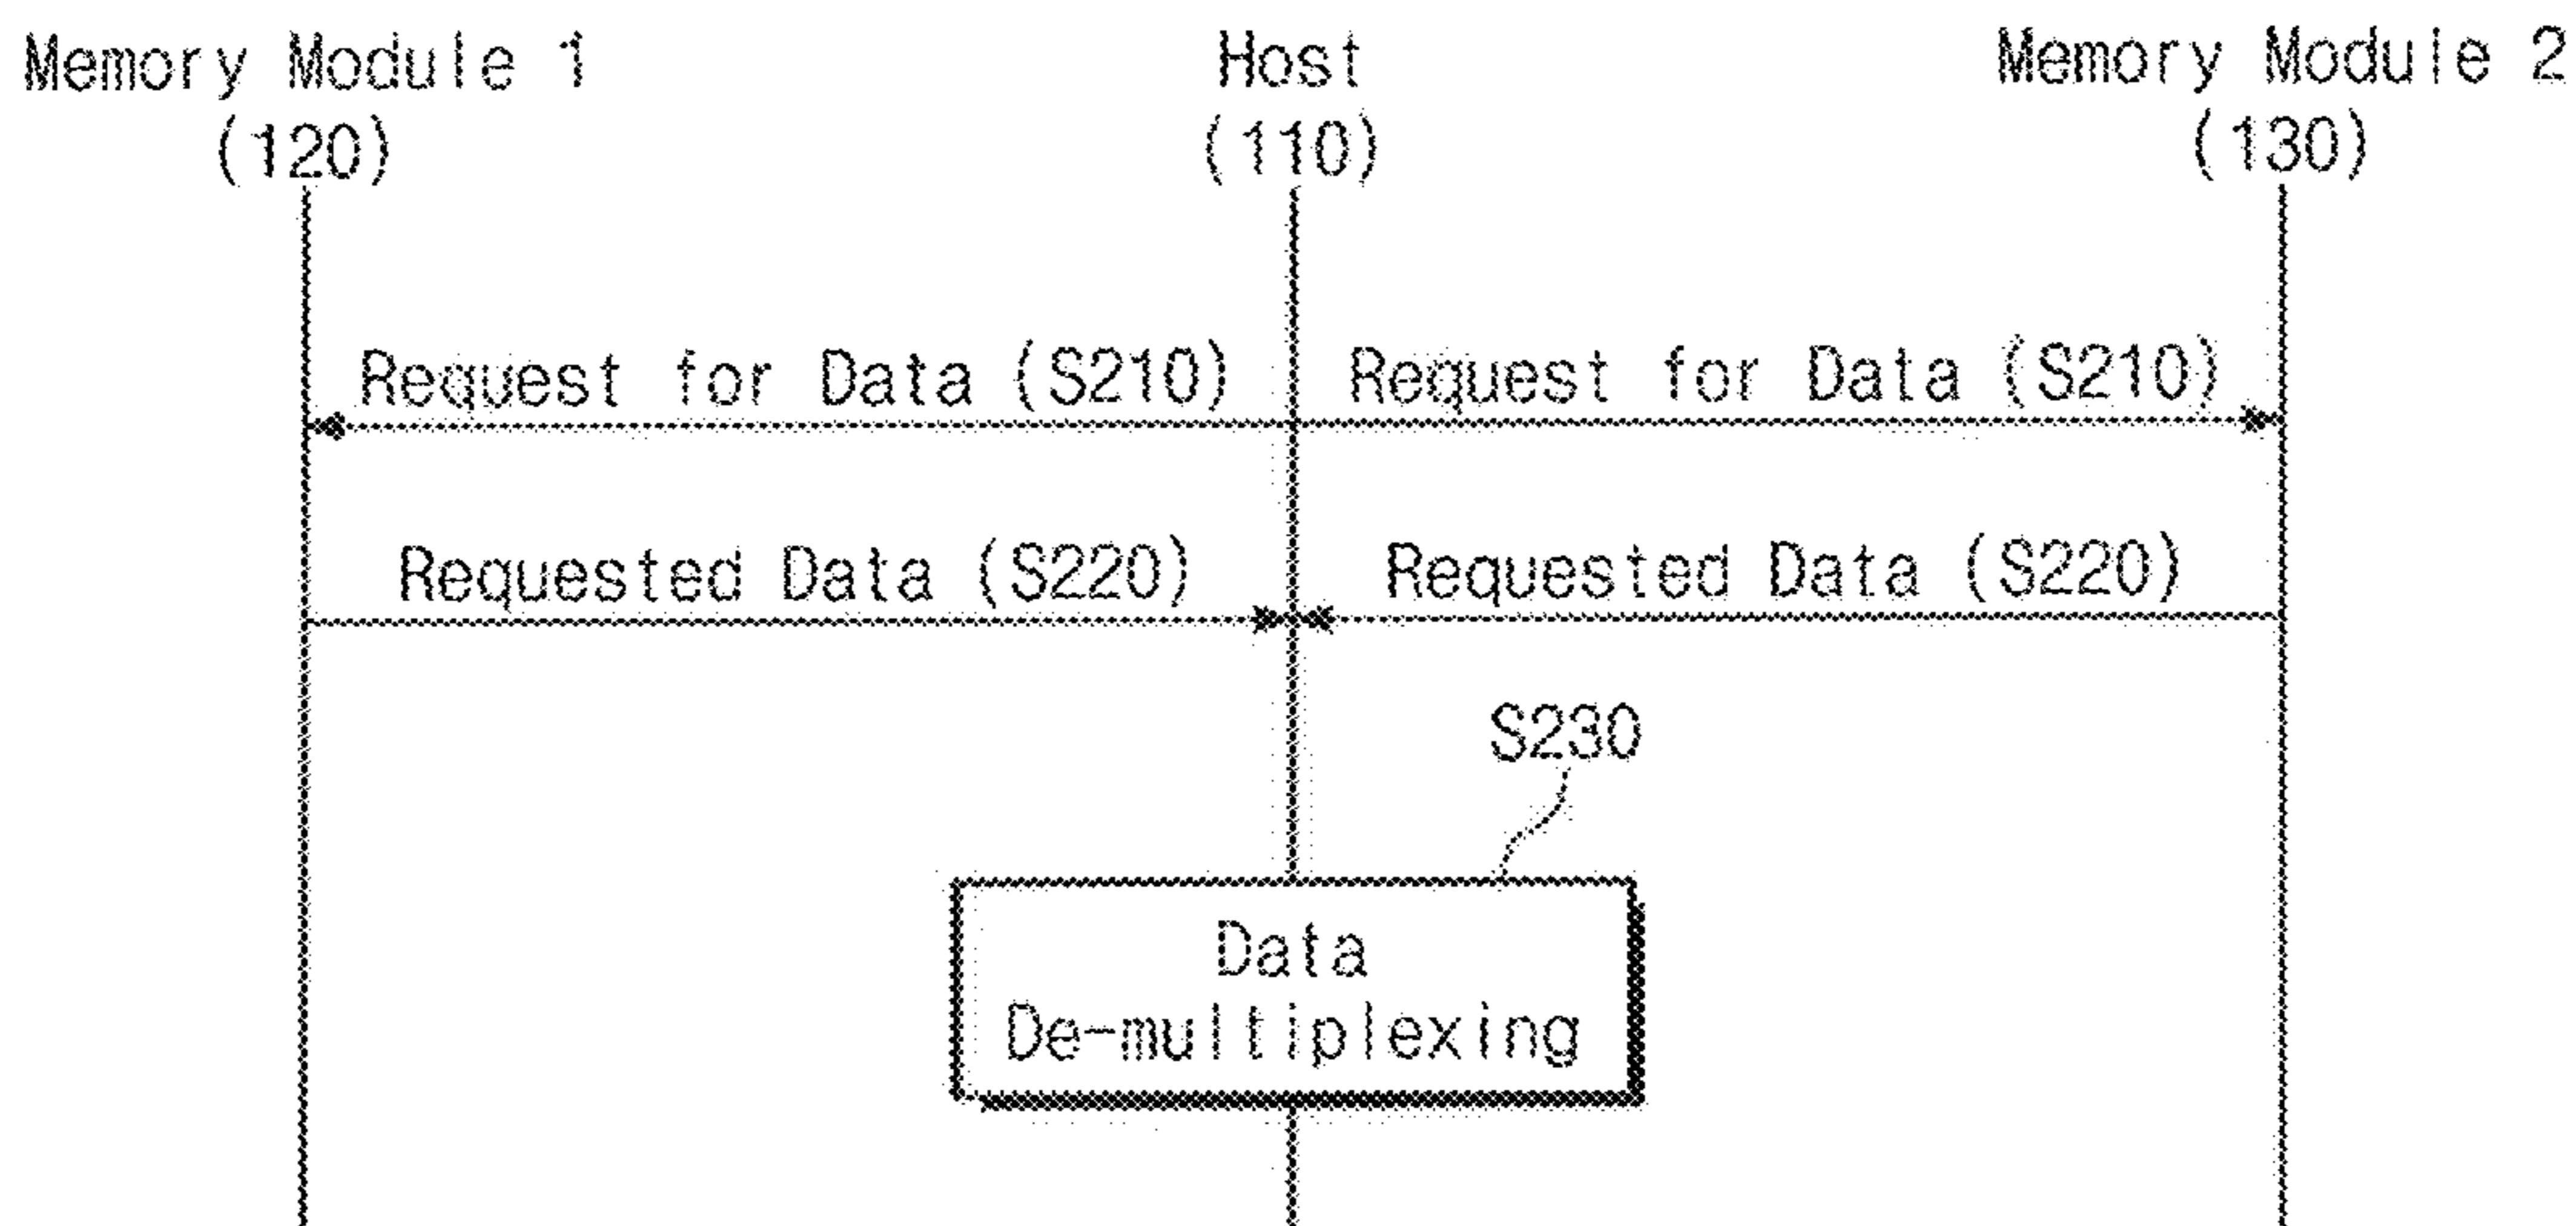 Memory Module 1
(120)
Host
(110)
Memory Module 2
(130)
Request for Data (S210)
Request for Data (S210)
Requested Data (S220)
Requested Data (S220)
S230
Data
De-multiplexing